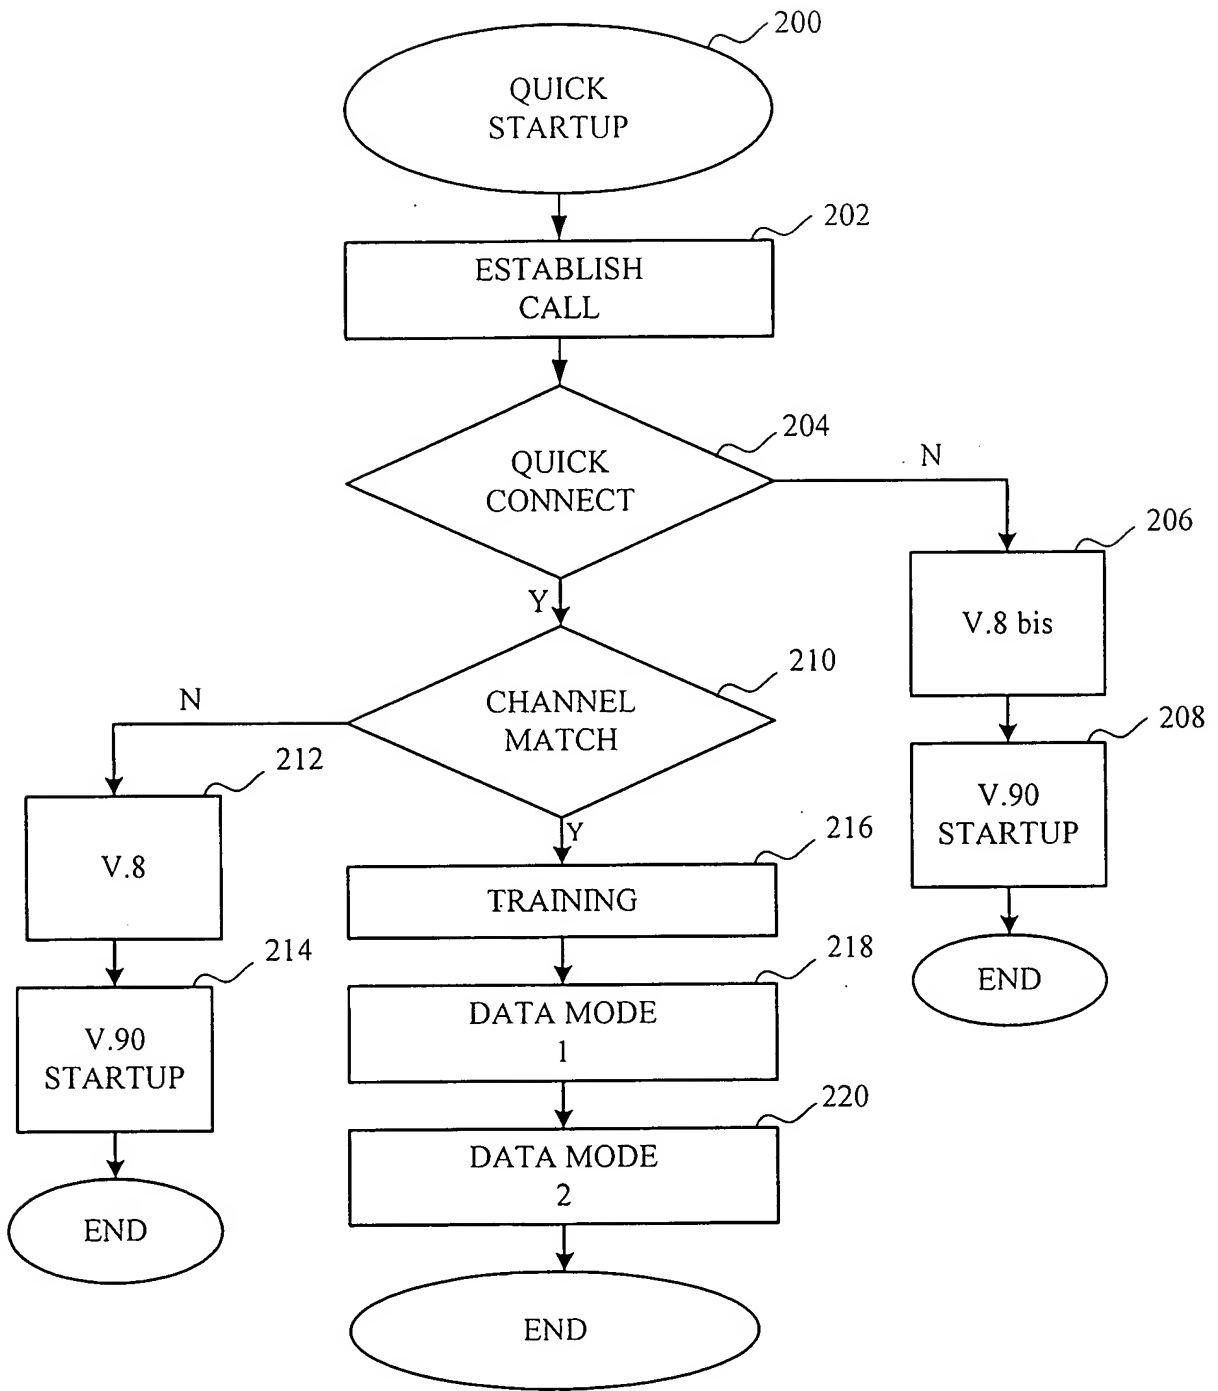 200
QUICK
STARTUP
202
ESTABLISH
CALL
204
QUICK
CONNECT
N
206
V.8 bis
Y
210
CHANNEL
MATCH
N
208
V.90
STARTUP
212
V.8
Y
216
TRAINING
END
214
V.90
STARTUP
218
DATA MODE
1
220
DATA MODE
2
END
END